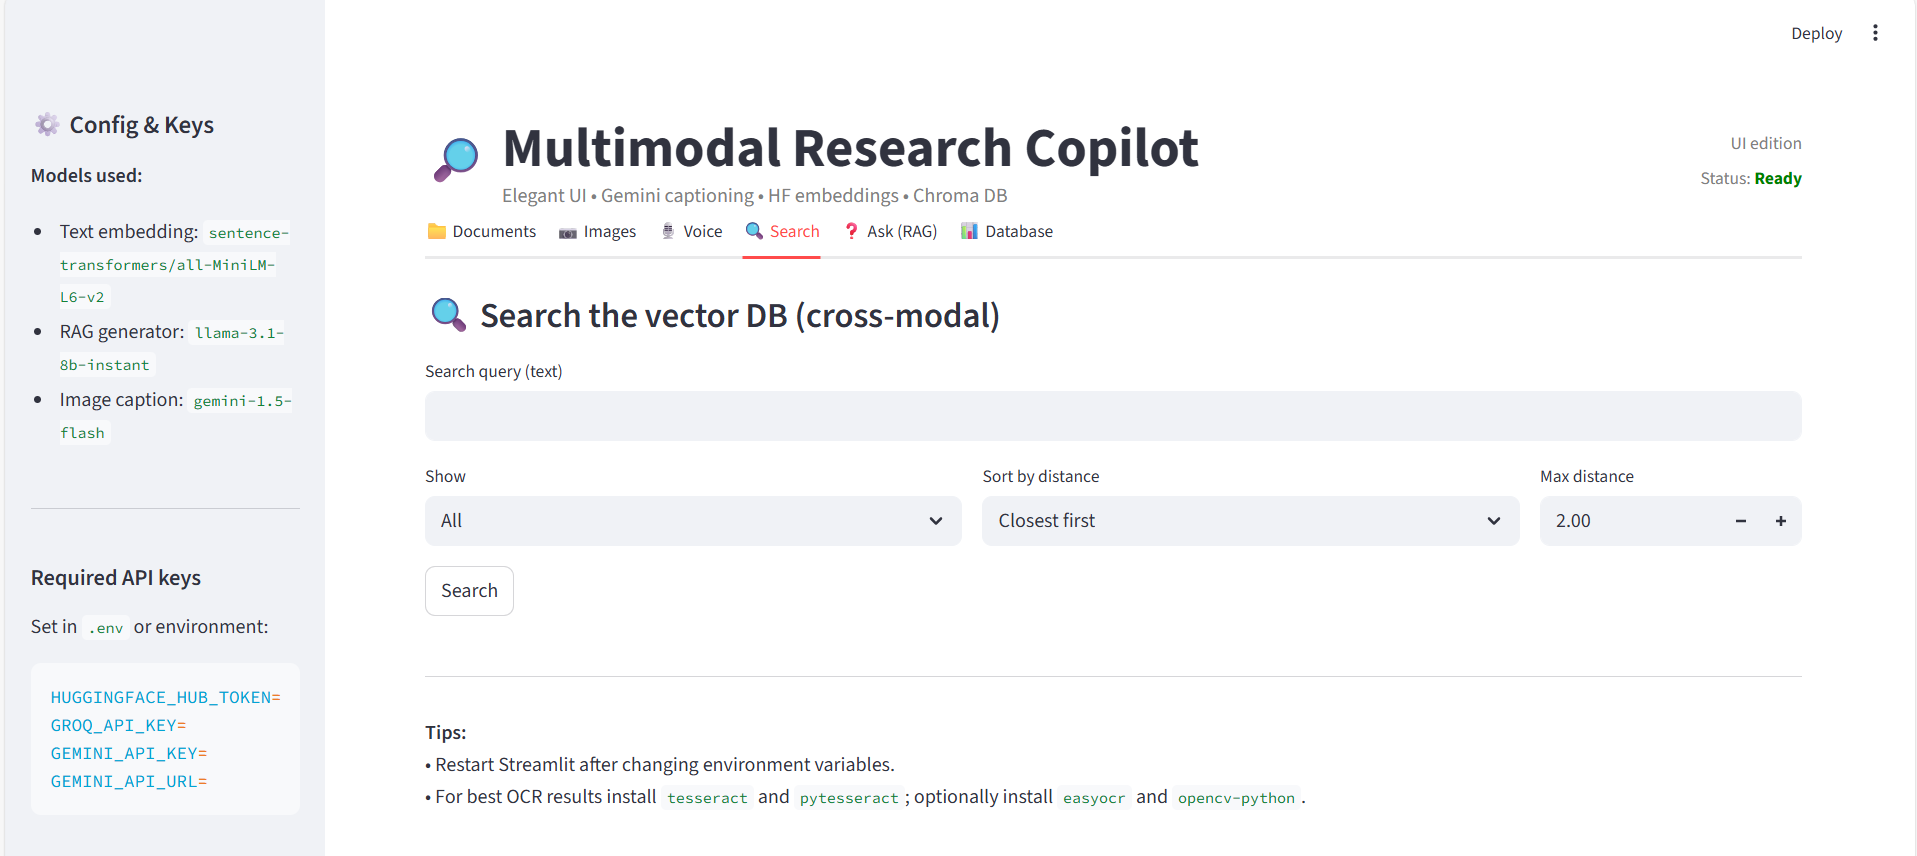 Deploy
⚙️ Config & Keys
Models used:
• Text embedding: sentence-
transformers/all-MiniLM-
L6-v2
• RAG generator: llama-3.1-
8b-instant
• Image caption: gemini-1.5-
flash
Required API keys
Set in .env or environment:
HUGGINGFACE_HUB_TOKEN=
GROQ_API_KEY=
GEMINI_API_KEY=
GEMINI_API_URL=
🔎 Multimodal Research Copilot
Elegant UI • Gemini captioning • HF embeddings • Chroma DB
UI edition
Status: Ready
📁 Documents 📷 Images 🎙️ Voice 🔍 Search ❓ Ask (RAG) 📊 Database
🔍 Search the vector DB (cross-modal)
Search query (text)
Show Sort by distance Max distance
All Closest first 2.00 − +
Search
Tips:
• Restart Streamlit after changing environment variables.
• For best OCR results install tesseract and pytesseract; optionally install easyocr and opencv-python.